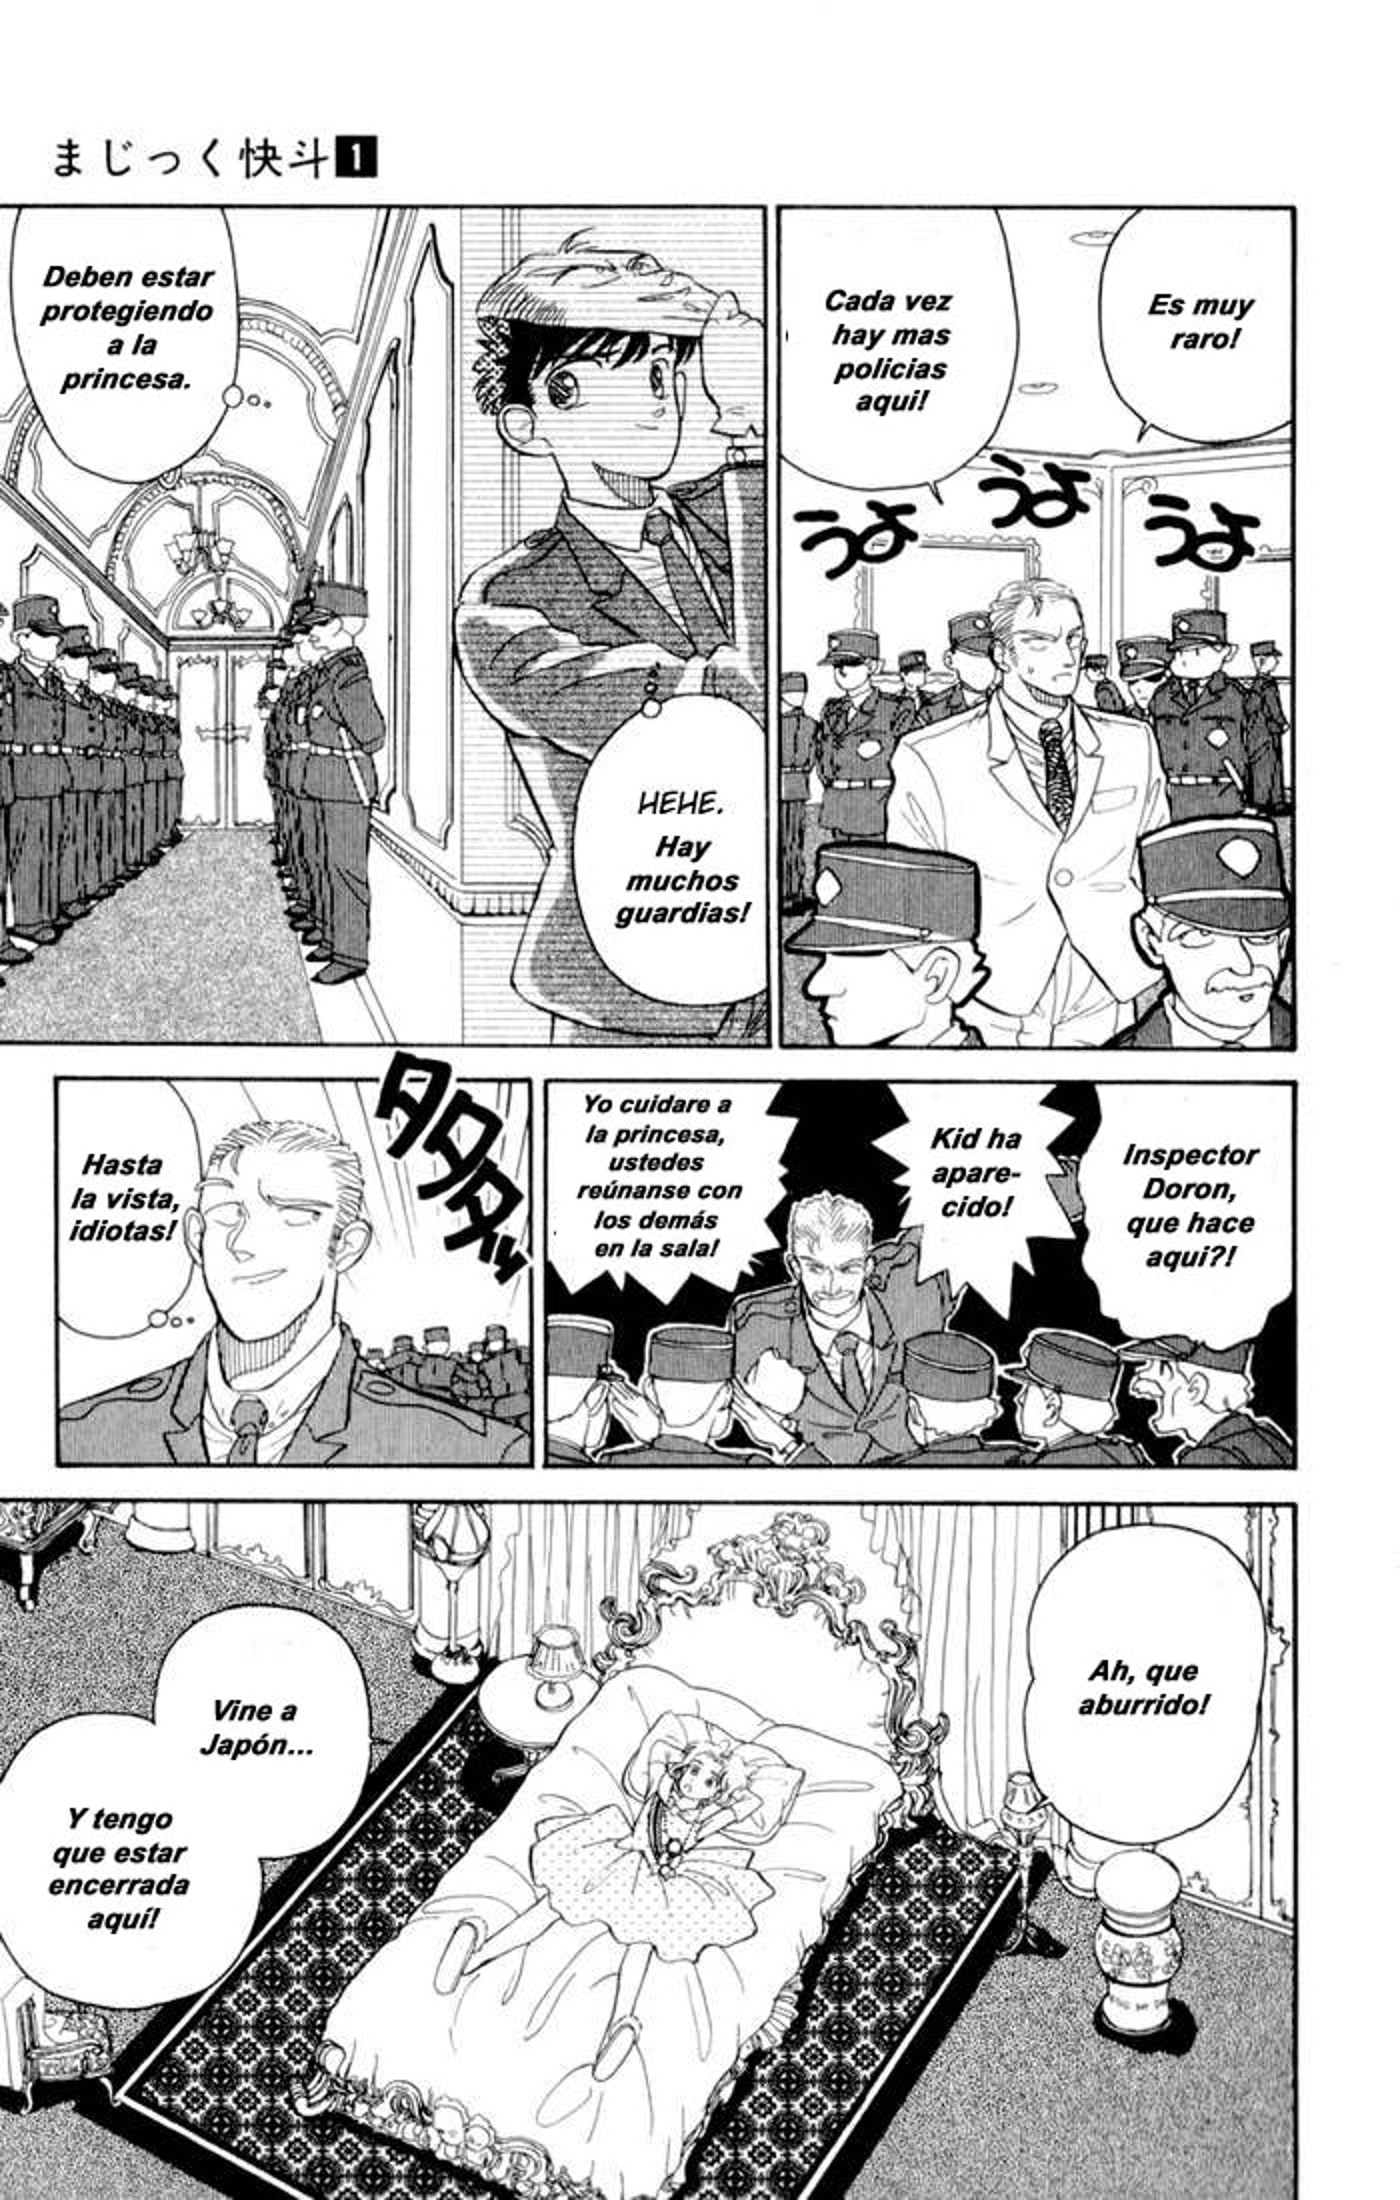 まじっく快斗1
Es muy
raro!
Cada vez
hay mas
policias
aqui!
うよ
うよ
うよ
HEHE.
Hay
muchos
guardias!
Deben estar
protegiendo
a la
princesa.
Inspector
Doron,
que hace
aqui?!
Kid ha
apare-
cido!
Yo cuidare a
la princesa,
ustedes
reúnanse con
los demás
en la sala!
タタタッ
Hasta
la vista,
idiotas!
Ah, que
aburrido!
Vine a
Japón...
Y tengo
que estar
encerrada
aquí!